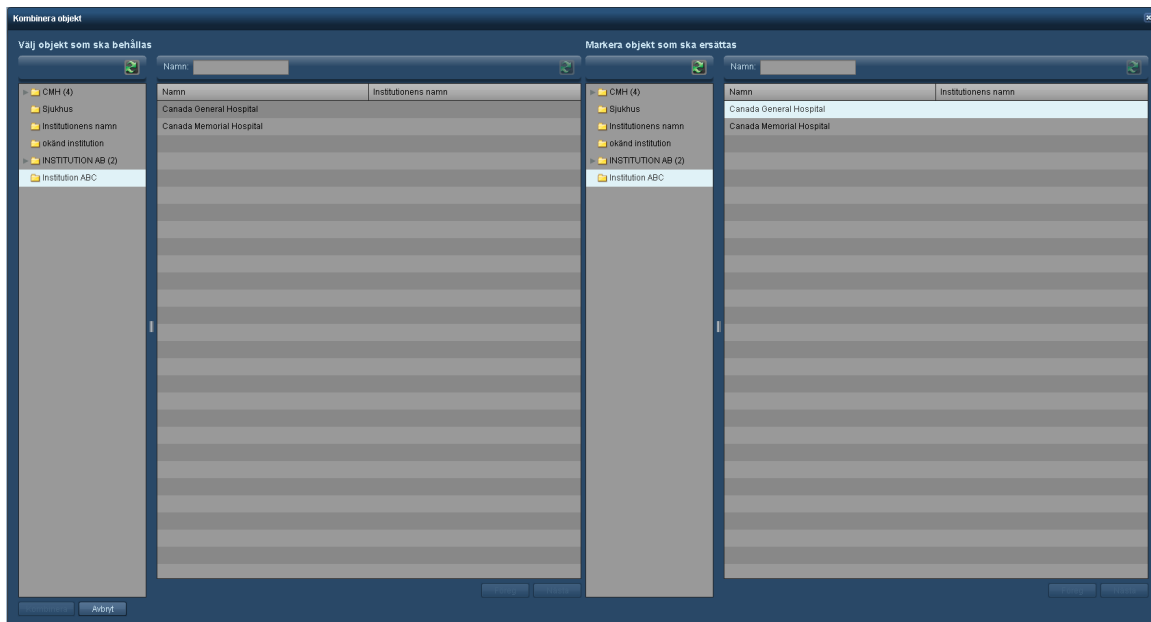 Kombinera objekt
Välj objekt som ska behållas
Namn:
CMH (4)
Sjukhus
Institutionens namn
okänd institution
INSTITUTION AB (2)
Institution ABC
Namn Institutionens namn
Canada General Hospital
Canada Memorial Hospital
Avbryt
Markera objekt som ska ersättas
Namn:
CMH (4)
Sjukhus
Institutionens namn
okänd institution
INSTITUTION AB (2)
Institution ABC
Namn Institutionens namn
Canada General Hospital
Canada Memorial Hospital